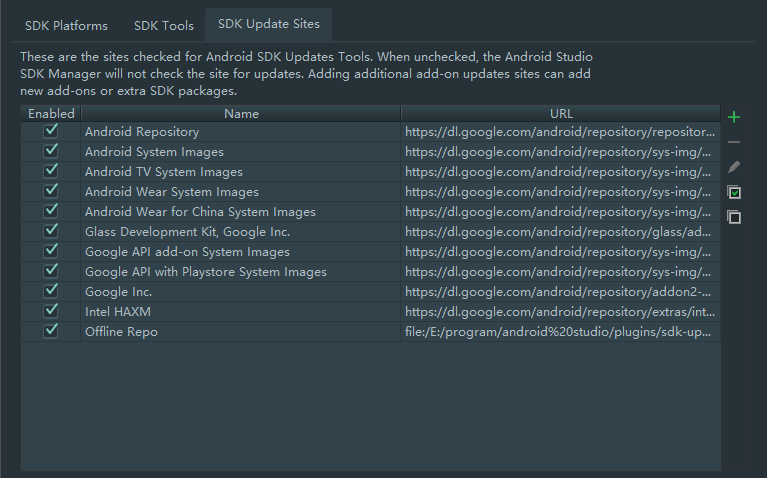 SDK Platforms SDK Tools SDK Update Sites
These are the sites checked for Android SDK Updates Tools. When unchecked, the Android Studio
SDK Manager will not check the site for updates. Adding additional add-on updates sites can add
new add-ons or extra SDK packages.
Enabled Name URL
Android Repository https://dl.google.com/android/repository/repositor...
Android System Images https://dl.google.com/android/repository/sys-img/...
Android TV System Images https://dl.google.com/android/repository/sys-img/...
Android Wear System Images https://dl.google.com/android/repository/sys-img/...
Android Wear for China System Images https://dl.google.com/android/repository/sys-img/...
Glass Development Kit, Google Inc. https://dl.google.com/android/repository/glass/ad...
Google API add-on System Images https://dl.google.com/android/repository/sys-img/...
Google API with Playstore System Images https://dl.google.com/android/repository/sys-img/...
Google Inc. https://dl.google.com/android/repository/addon2-...
Intel HAXM https://dl.google.com/android/repository/extras/int...
Offline Repo file:/E:/program/android%20studio/plugins/sdk-up...